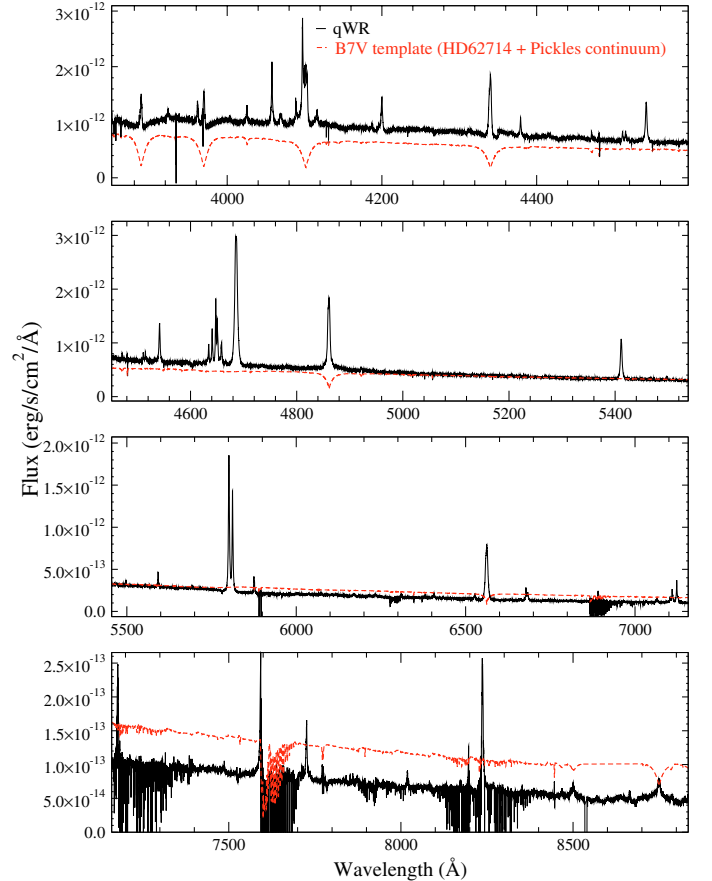 3×10⁻¹²
2×10⁻¹²
1×10⁻¹²
0
qWR
B7V template (HD62714 + Pickles continuum)
4000 4200 4400
3×10⁻¹²
2×10⁻¹²
1×10⁻¹²
0
4600 4800 5000 5200 5400
Flux (erg/s/cm²/Å)
2.0×10⁻¹²
1.5×10⁻¹²
1.0×10⁻¹²
5.0×10⁻¹³
0.0
5500 6000 6500 7000
2.5×10⁻¹³
2.0×10⁻¹³
1.5×10⁻¹³
1.0×10⁻¹³
5.0×10⁻¹⁴
0.0
7500 8000 8500
Wavelength (Å)